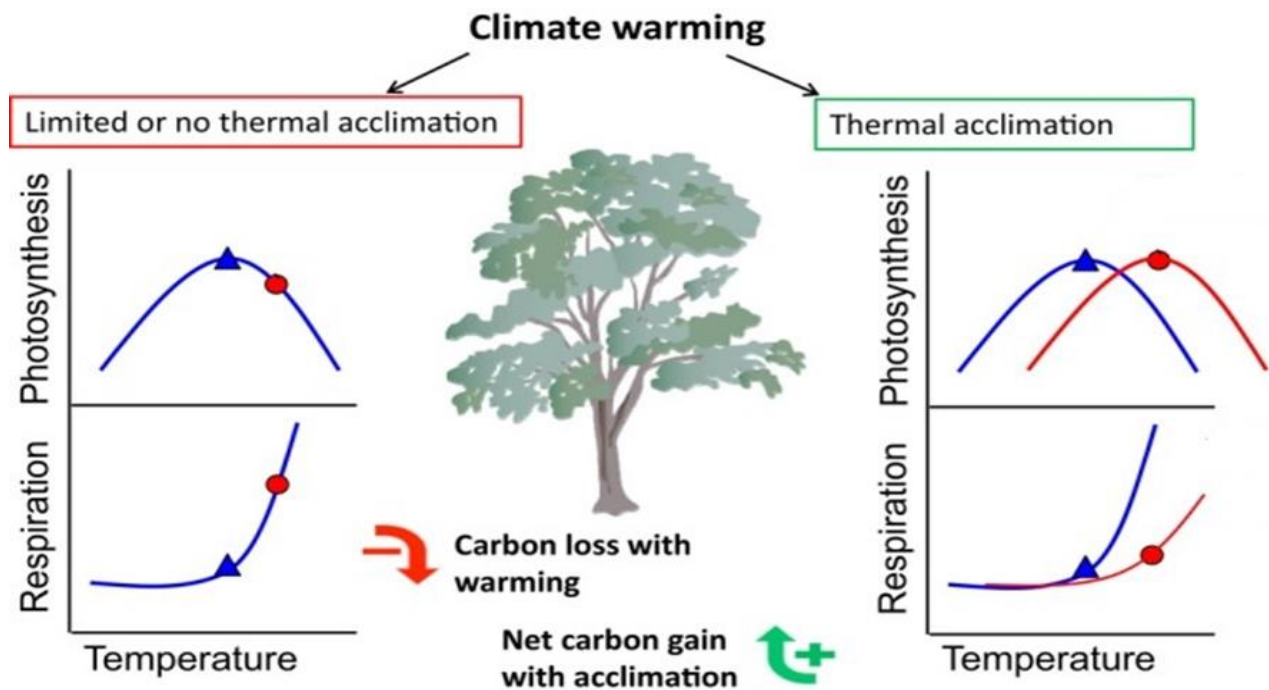 Climate warming
Limited or no thermal acclimation
Thermal acclimation
Photosynthesis
Respiration
Temperature
Carbon loss with
warming
Net carbon gain
with acclimation
Photosynthesis
Respiration
Temperature